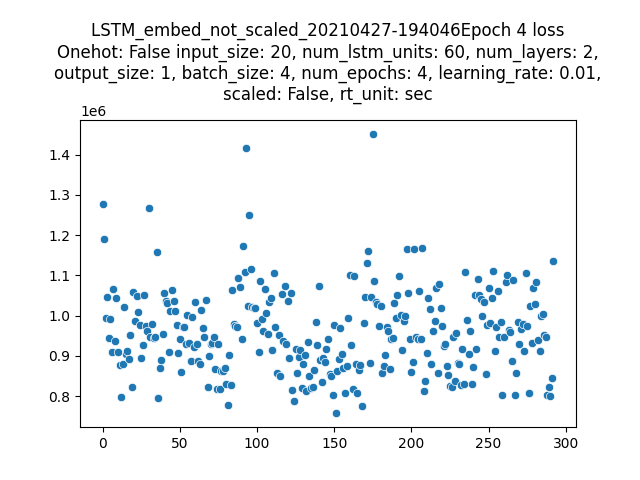 LSTM_embed_not_scaled_20210427-194046Epoch 4 loss
Onehot: False input_size: 20, num_lstm_units: 60, num_layers: 2,
output_size: 1, batch_size: 4, num_epochs: 4, learning_rate: 0.01,
scaled: False, rt_unit: sec
1e6
1.4
1.3
1.2
1.1
1.0
0.9
0.8
0 50 100 150 200 250 300